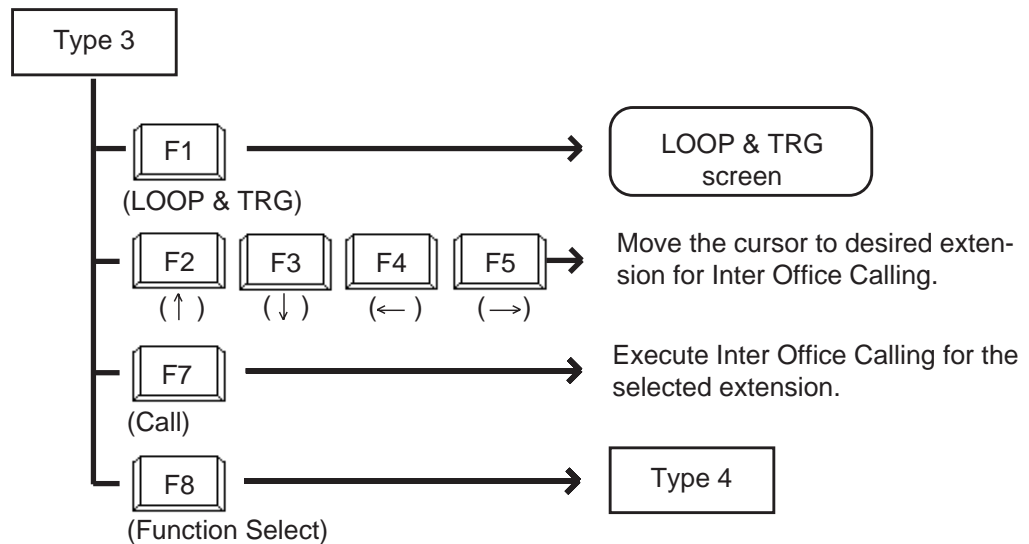 Type 3
F1
LOOP & TRG
screen
(LOOP & TRG)
F2 F3 F4 F5
Move the cursor to desired exten-
sion for Inter Office Calling.
(↑) (↓) (←) (→)
F7
Execute Inter Office Calling for the
selected extension.
(Call)
F8
Type 4
(Function Select)